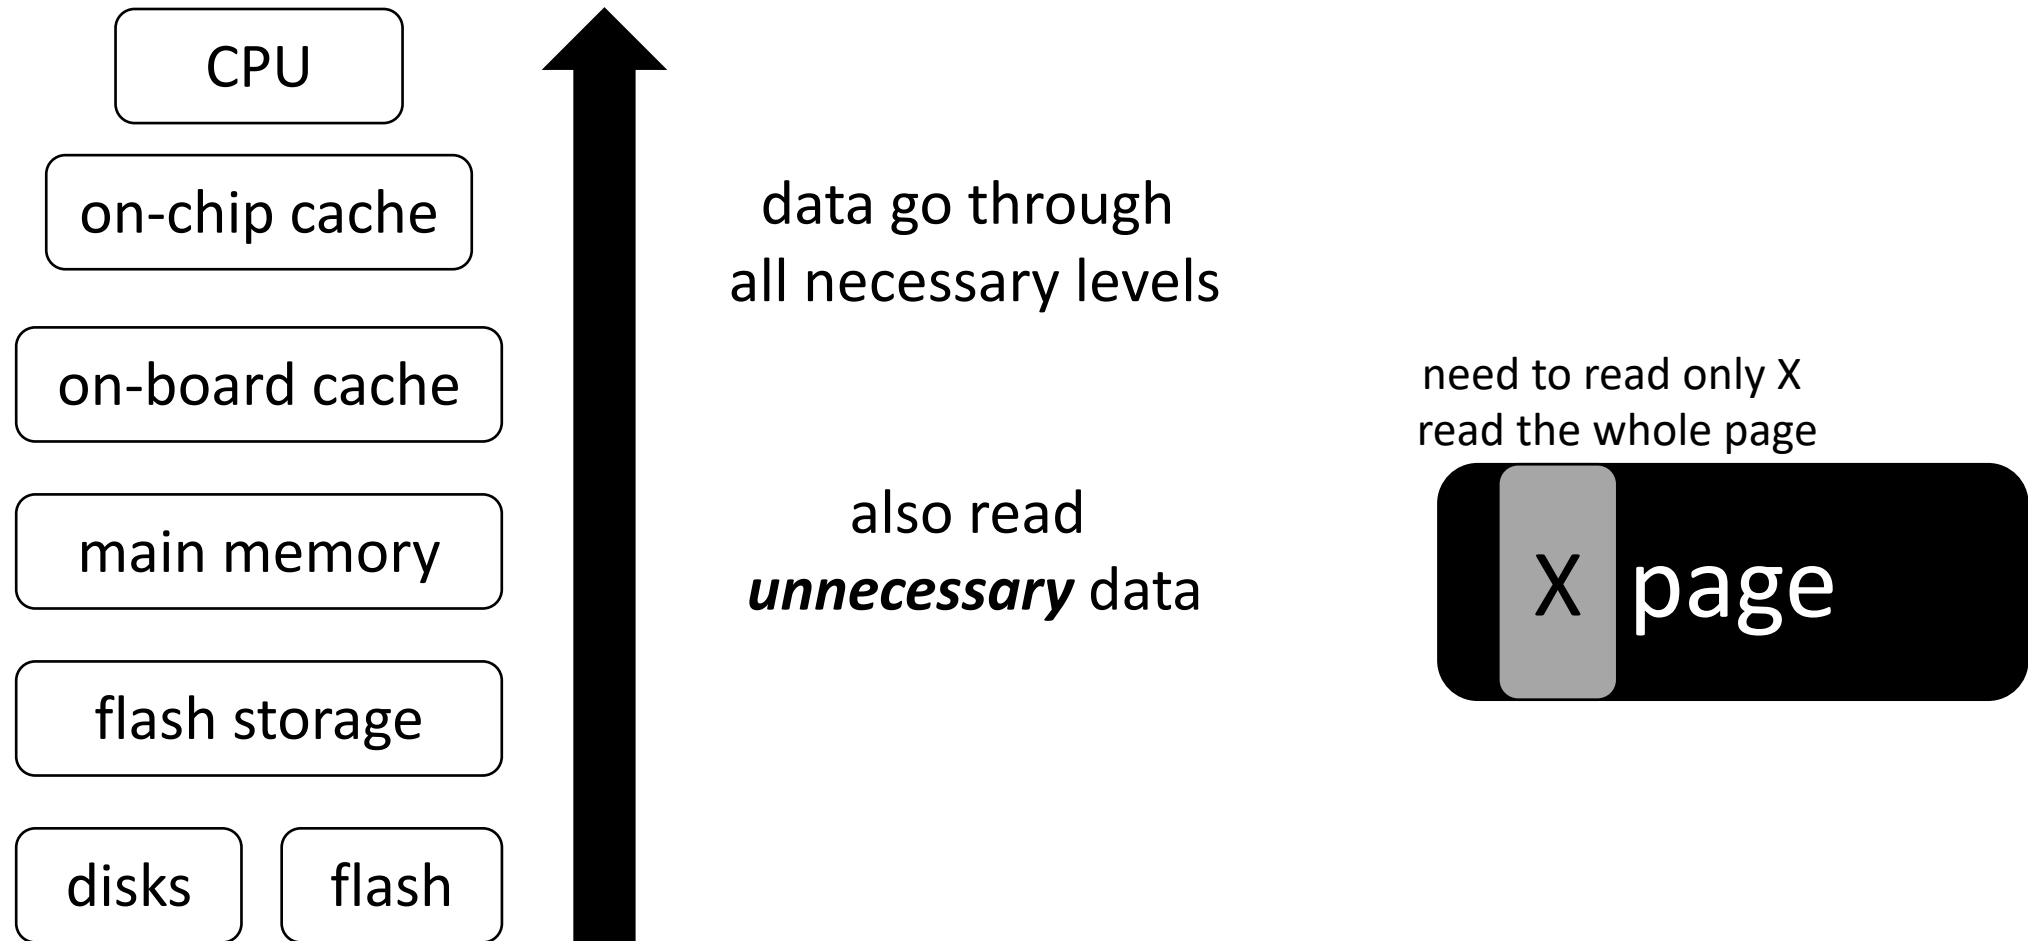 CPU
on-chip cache
on-board cache
main memory
flash storage
disks
flash
data go through
all necessary levels
also read
unnecessary data
need to read only X
read the whole page
X page